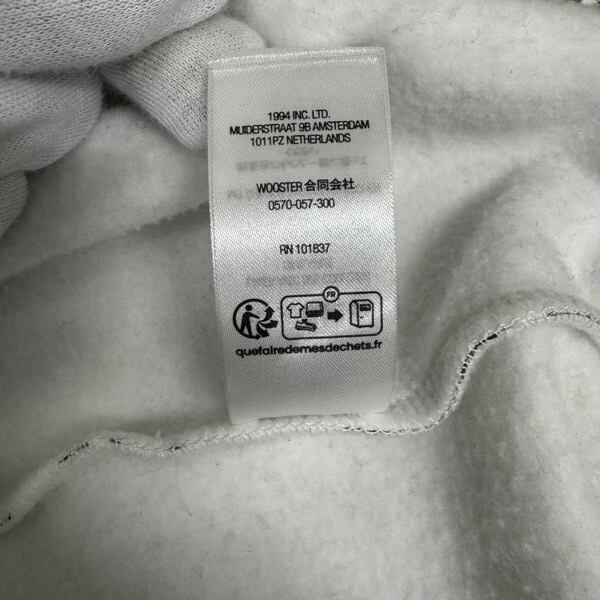 1994 INC. LTD.
MUIDERSTRAAT 9B AMSTERDAM
1011PZ NETHERLANDS
WOOSTER 合同会社
0570-057-300
RN 101837
FR
quefairedemesdechets.fr